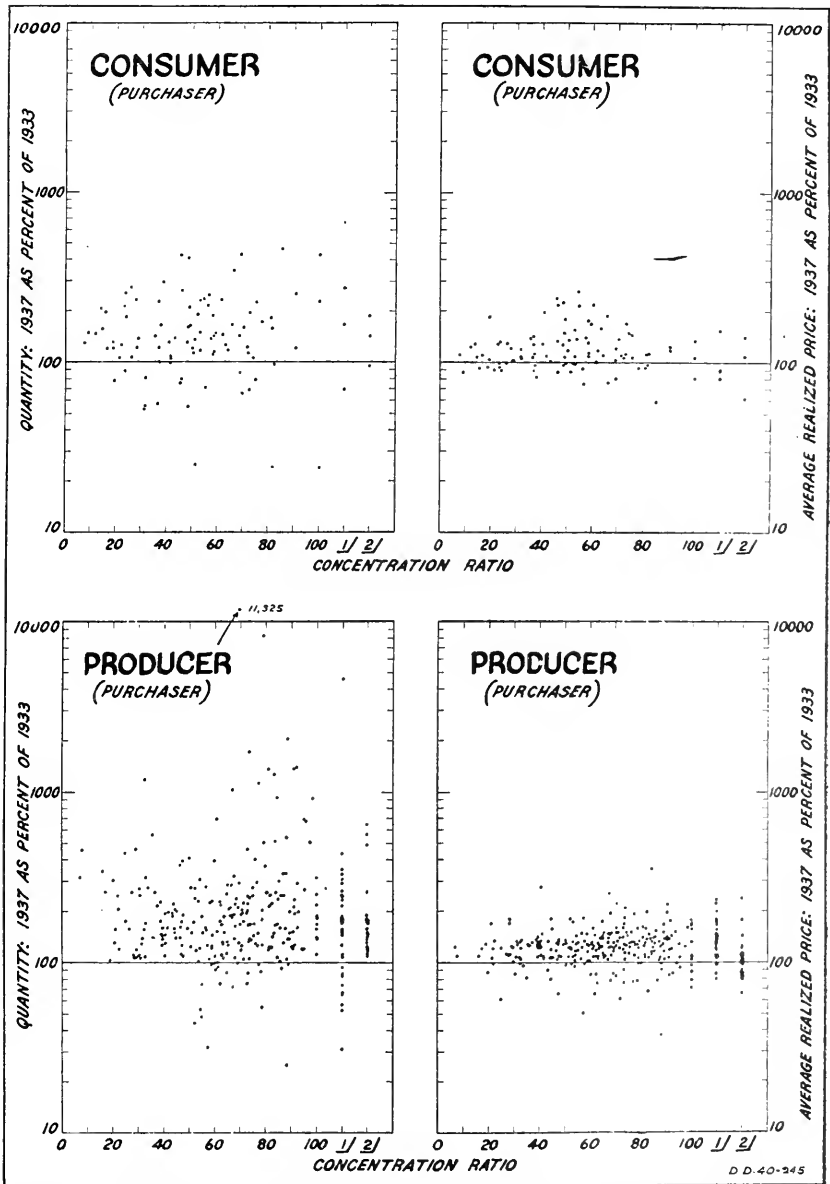 CONSUMER
(PURCHASER)
QUANTITY: 1937 AS PERCENT OF 1933
10000
1000
100
10
0 20 40 60 80 100 1/ 2/
CONSUMER
(PURCHASER)
AVERAGE REALIZED PRICE: 1937 AS PERCENT OF 1933
10000
1000
100
10
0 20 40 60 80 100 1/ 2/
CONCENTRATION RATIO
11,325
PRODUCER
(PURCHASER)
QUANTITY: 1937 AS PERCENT OF 1933
10000
1000
100
10
0 20 40 60 80 100 1/ 2/
PRODUCER
(PURCHASER)
AVERAGE REALIZED PRICE: 1937 AS PERCENT OF 1933
10000
1000
100
10
0 20 40 60 80 100 1/ 2/
CONCENTRATION RATIO
D D.40-245